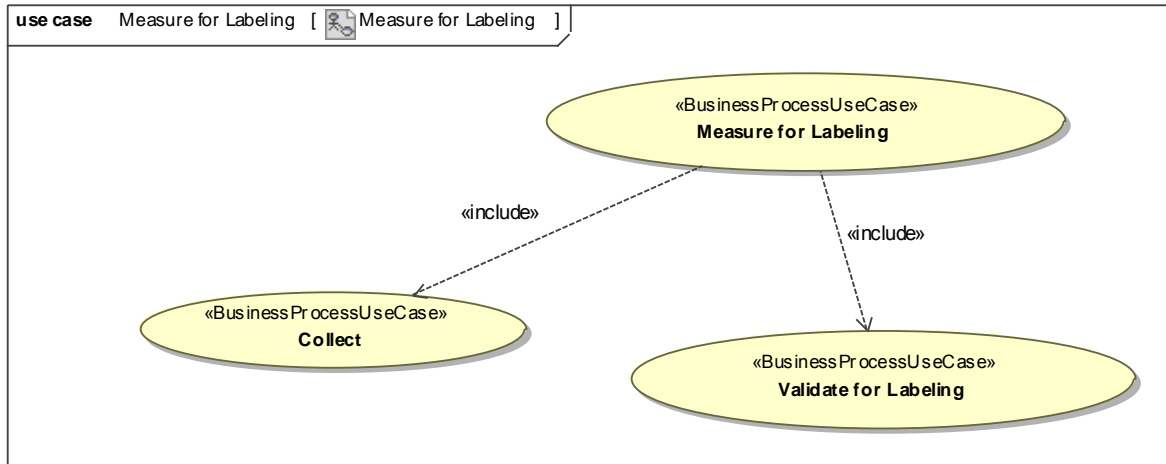 use case Measure for Labeling [ Measure for Labeling ]
«BusinessProcessUseCase»
Measure for Labeling
«include»
«include»
«BusinessProcessUseCase»
Collect
«BusinessProcessUseCase»
Validate for Labeling